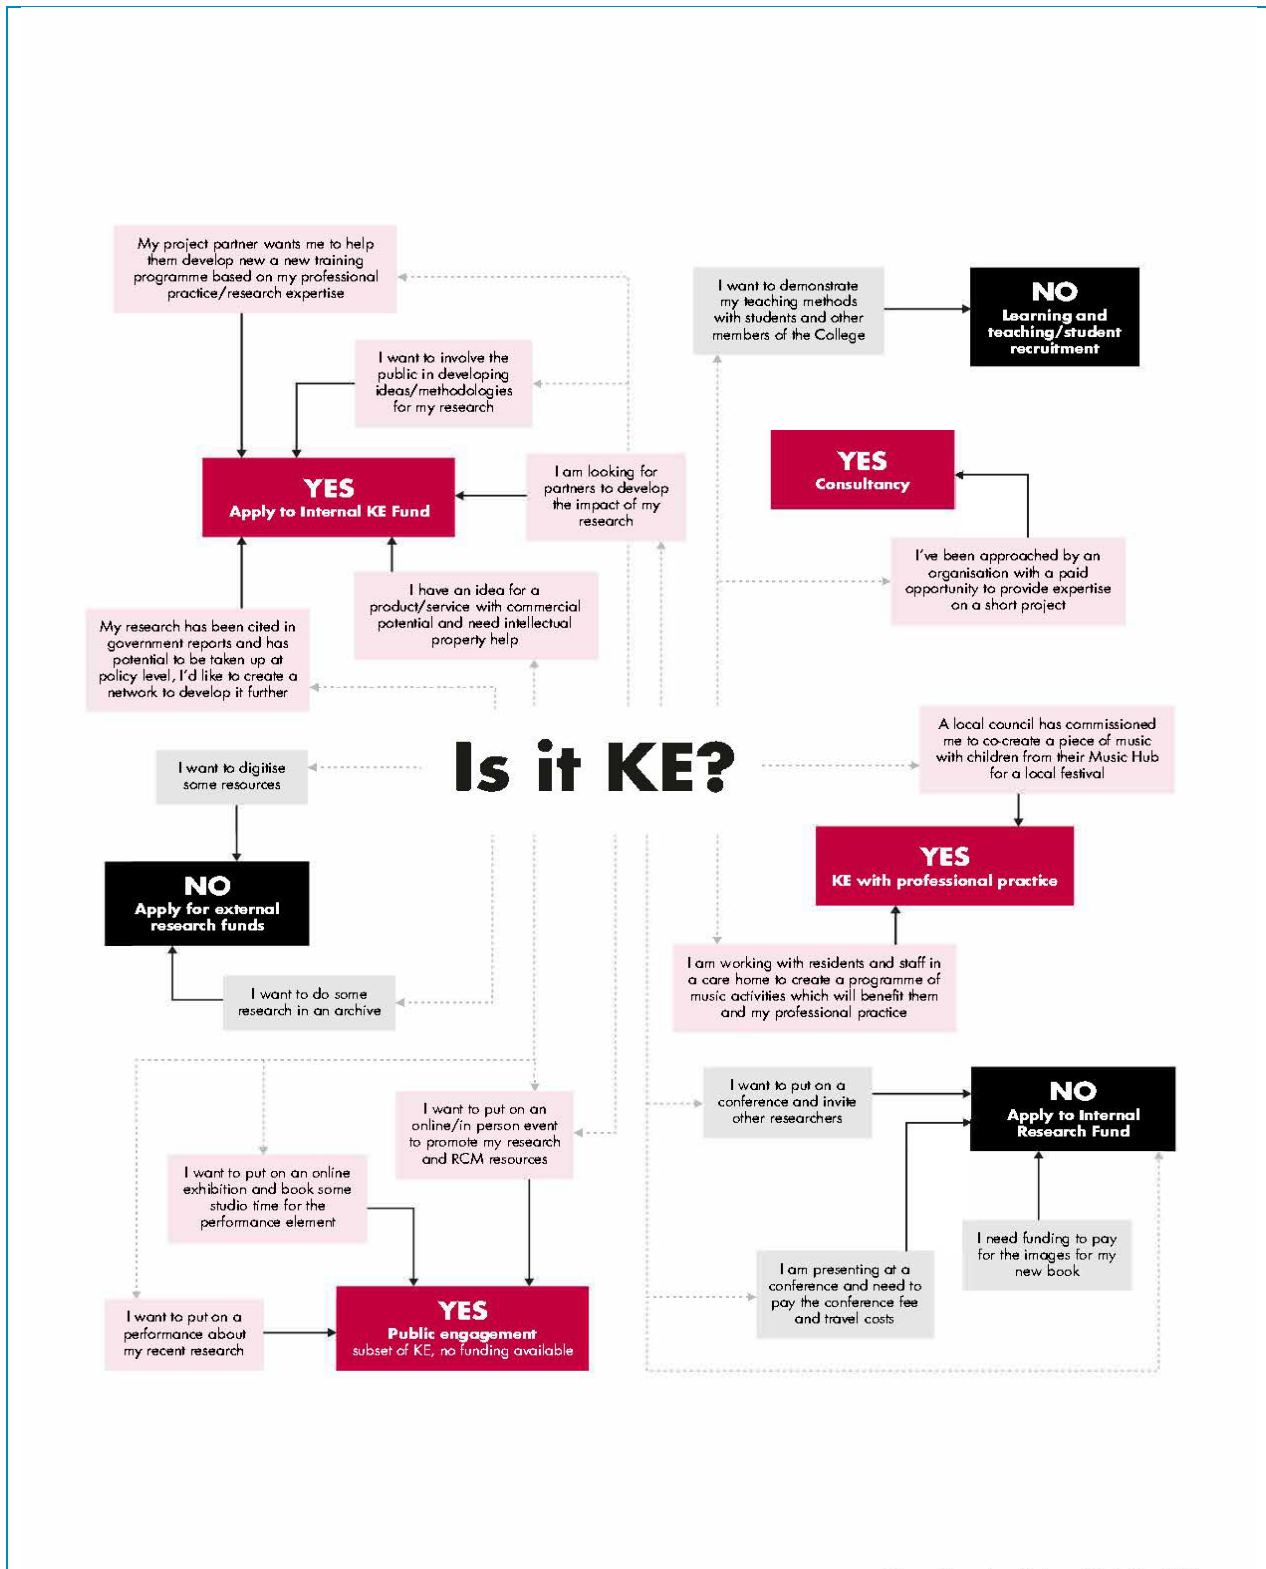 My project partner wants me to help
them develop new a new training
programme based on my professional
practice/research expertise
I want to involve the
public in developing
ideas/methodologies
for my research
YES
Apply to Internal KE Fund
I am looking for
partners to develop
the impact of my
research
I have an idea for a
product/service with commercial
potential and need intellectual
property help
My research has been cited in
government reports and has
potential to be taken up at
policy level, I'd like to create a
network to develop it further
I want to demonstrate
my teaching methods
with students and other
members of the College
NO
Learning and
teaching/student
recruitment
YES
Consultancy
I've been approached by an
organisation with a paid
opportunity to provide expertise
on a short project
Is it KE?
A local council has commissioned
me to co-create a piece of music
with children from their Music Hub
for a local festival
YES
KE with professional practice
I am working with residents and staff in
a care home to create a programme of
music activities which will benefit them
and my professional practice
I want to digitise
some resources
NO
Apply for external
research funds
I want to do some
research in an archive
I want to put on an
online/in person event
to promote my research
and RCM resources
I want to put on an online
exhibition and book some
studio time for the
performance element
I want to put on a
performance about
my recent research
YES
Public engagement
subset of KE, no funding available
I want to put on a
conference and invite
other researchers
NO
Apply to Internal
Research Fund
I need funding to pay
for the images for my
new book
I am presenting at a
conference and need to
pay the conference fee
and travel costs